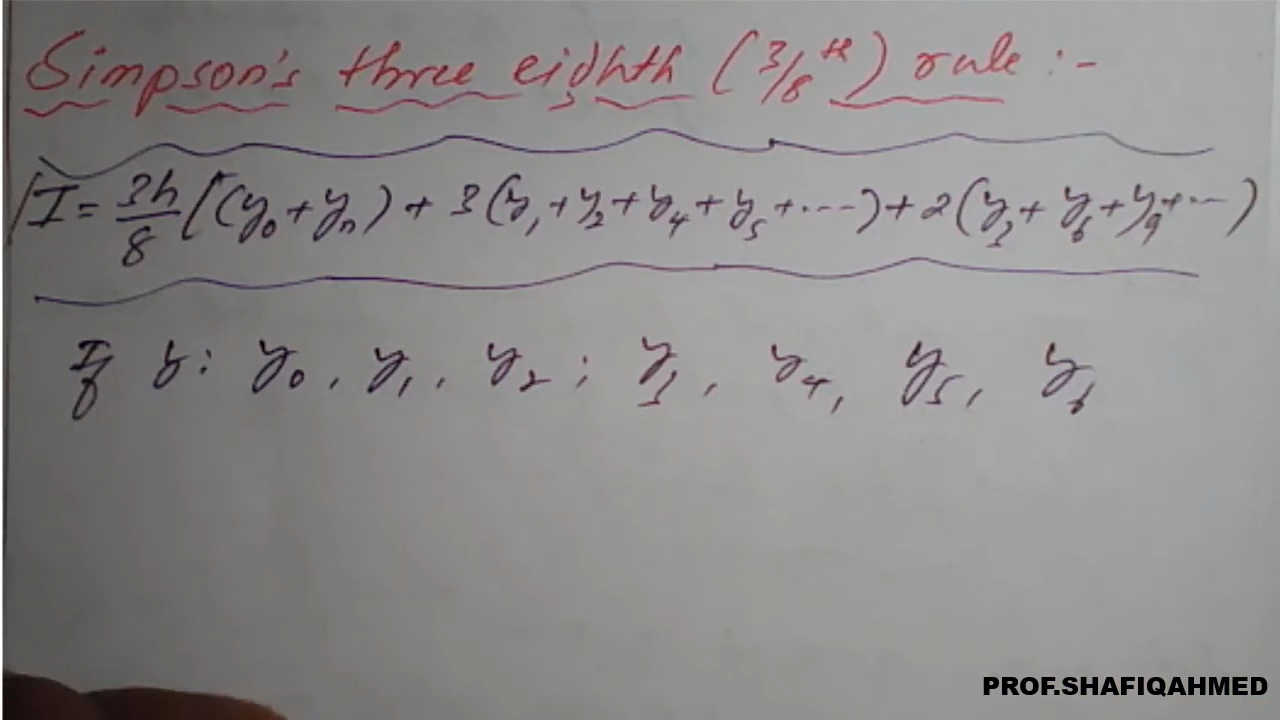 Simpson's three eighth (3/8th) rule :-
I = 3h/8 [(y₀ + yₙ) + 3(y₁ + y₂ + y₄ + y₅ + ....) + 2(y₃ + y₆ + y₉ + ...)
If y: y₀, y₁, y₂; y₃, y₄, y₅, y₆
PROF.SHAFIQAHMED